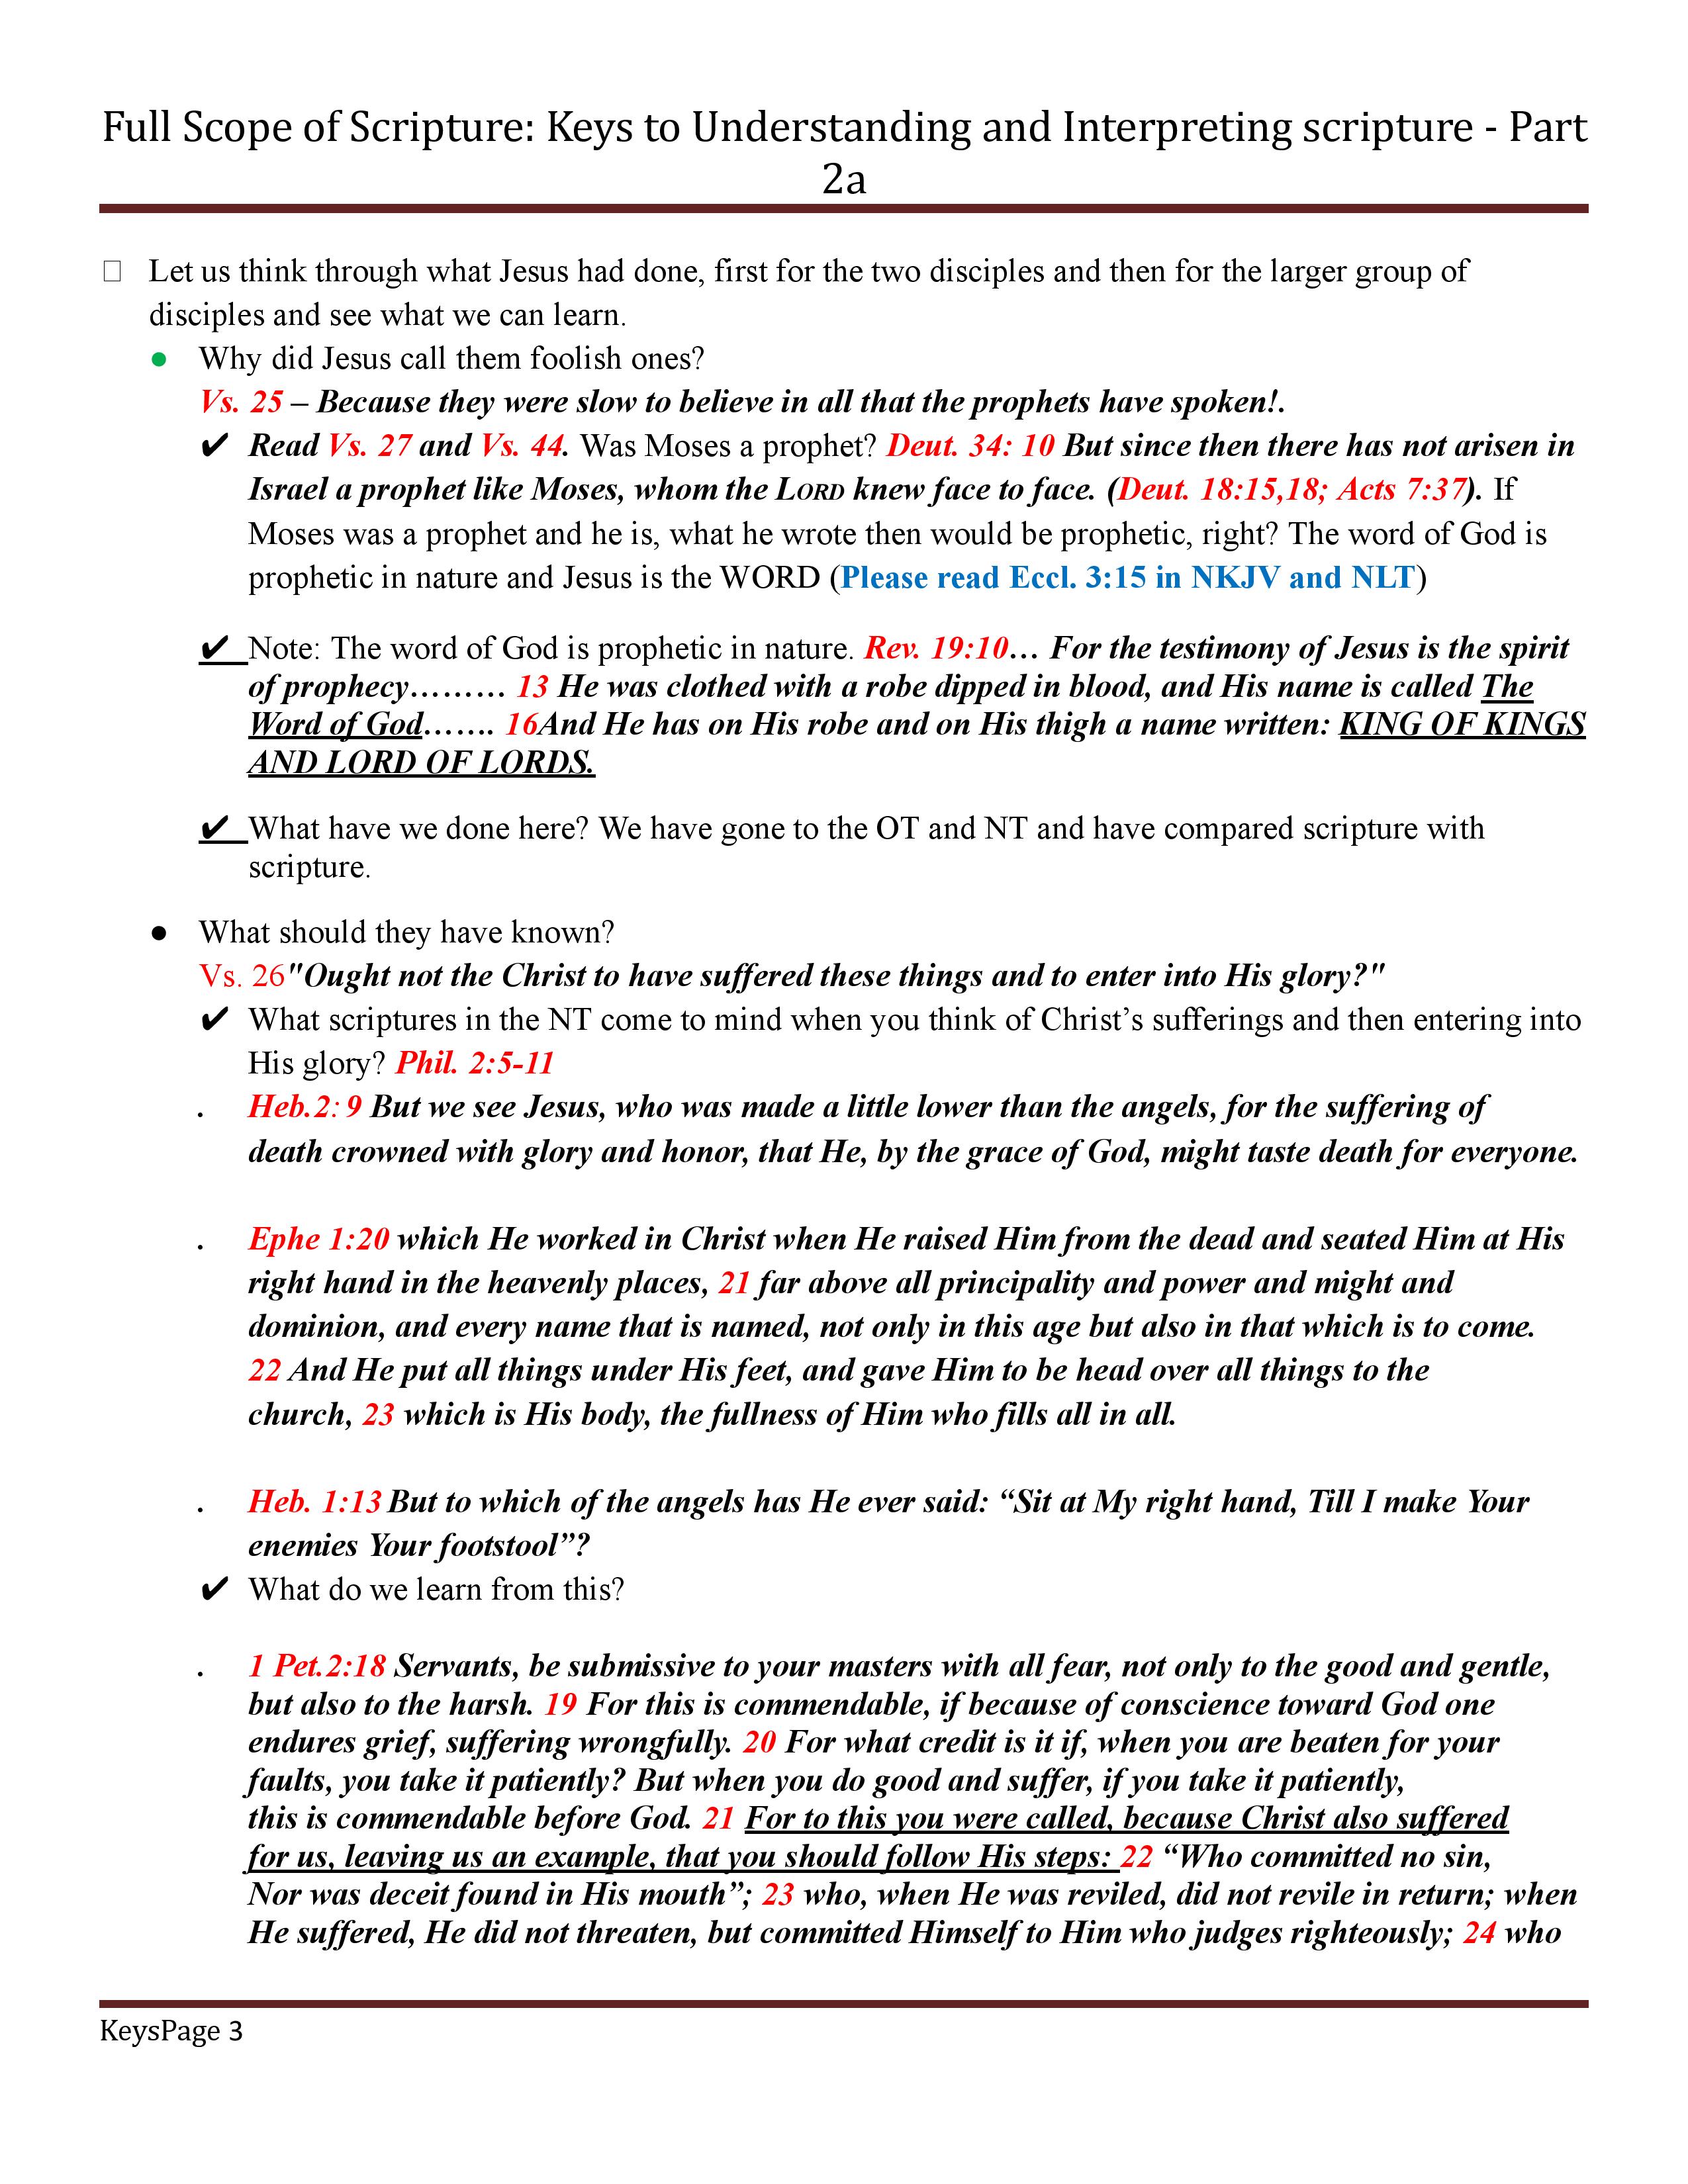 Full Scope of Scripture: Keys to Understanding and Interpreting scripture - Part
2a
Let us think through what Jesus had done, first for the two disciples and then for the larger group of
disciples and see what we can learn.
● Why did Jesus call them foolish ones?
Vs. 25 – Because they were slow to believe in all that the prophets have spoken!.
✔ Read Vs. 27 and Vs. 44. Was Moses a prophet? Deut. 34: 10 But since then there has not arisen in
Israel a prophet like Moses, whom the LORD knew face to face. (Deut. 18:15,18; Acts 7:37). If
Moses was a prophet and he is, what he wrote then would be prophetic, right? The word of God is
prophetic in nature and Jesus is the WORD (Please read Eccl. 3:15 in NKJV and NLT)
✔ Note: The word of God is prophetic in nature. Rev. 19:10… For the testimony of Jesus is the spirit
of prophecy……… 13 He was clothed with a robe dipped in blood, and His name is called The
Word of God……. 16And He has on His robe and on His thigh a name written: KING OF KINGS
AND LORD OF LORDS.
✔ What have we done here? We have gone to the OT and NT and have compared scripture with
scripture.
● What should they have known?
Vs. 26"Ought not the Christ to have suffered these things and to enter into His glory?"
✔ What scriptures in the NT come to mind when you think of Christ’s sufferings and then entering into
His glory? Phil. 2:5-11
. Heb.2: 9 But we see Jesus, who was made a little lower than the angels, for the suffering of
death crowned with glory and honor, that He, by the grace of God, might taste death for everyone.
. Ephe 1:20 which He worked in Christ when He raised Him from the dead and seated Him at His
right hand in the heavenly places, 21 far above all principality and power and might and
dominion, and every name that is named, not only in this age but also in that which is to come.
22 And He put all things under His feet, and gave Him to be head over all things to the
church, 23 which is His body, the fullness of Him who fills all in all.
. Heb. 1:13 But to which of the angels has He ever said: “Sit at My right hand, Till I make Your
enemies Your footstool”?
✔ What do we learn from this?
. 1 Pet.2:18 Servants, be submissive to your masters with all fear, not only to the good and gentle,
but also to the harsh. 19 For this is commendable, if because of conscience toward God one
endures grief, suffering wrongfully. 20 For what credit is it if, when you are beaten for your
faults, you take it patiently? But when you do good and suffer, if you take it patiently,
this is commendable before God. 21 For to this you were called, because Christ also suffered
for us, leaving us an example, that you should follow His steps: 22 “Who committed no sin,
Nor was deceit found in His mouth”; 23 who, when He was reviled, did not revile in return; when
He suffered, He did not threaten, but committed Himself to Him who judges righteously; 24 who
KeysPage 3